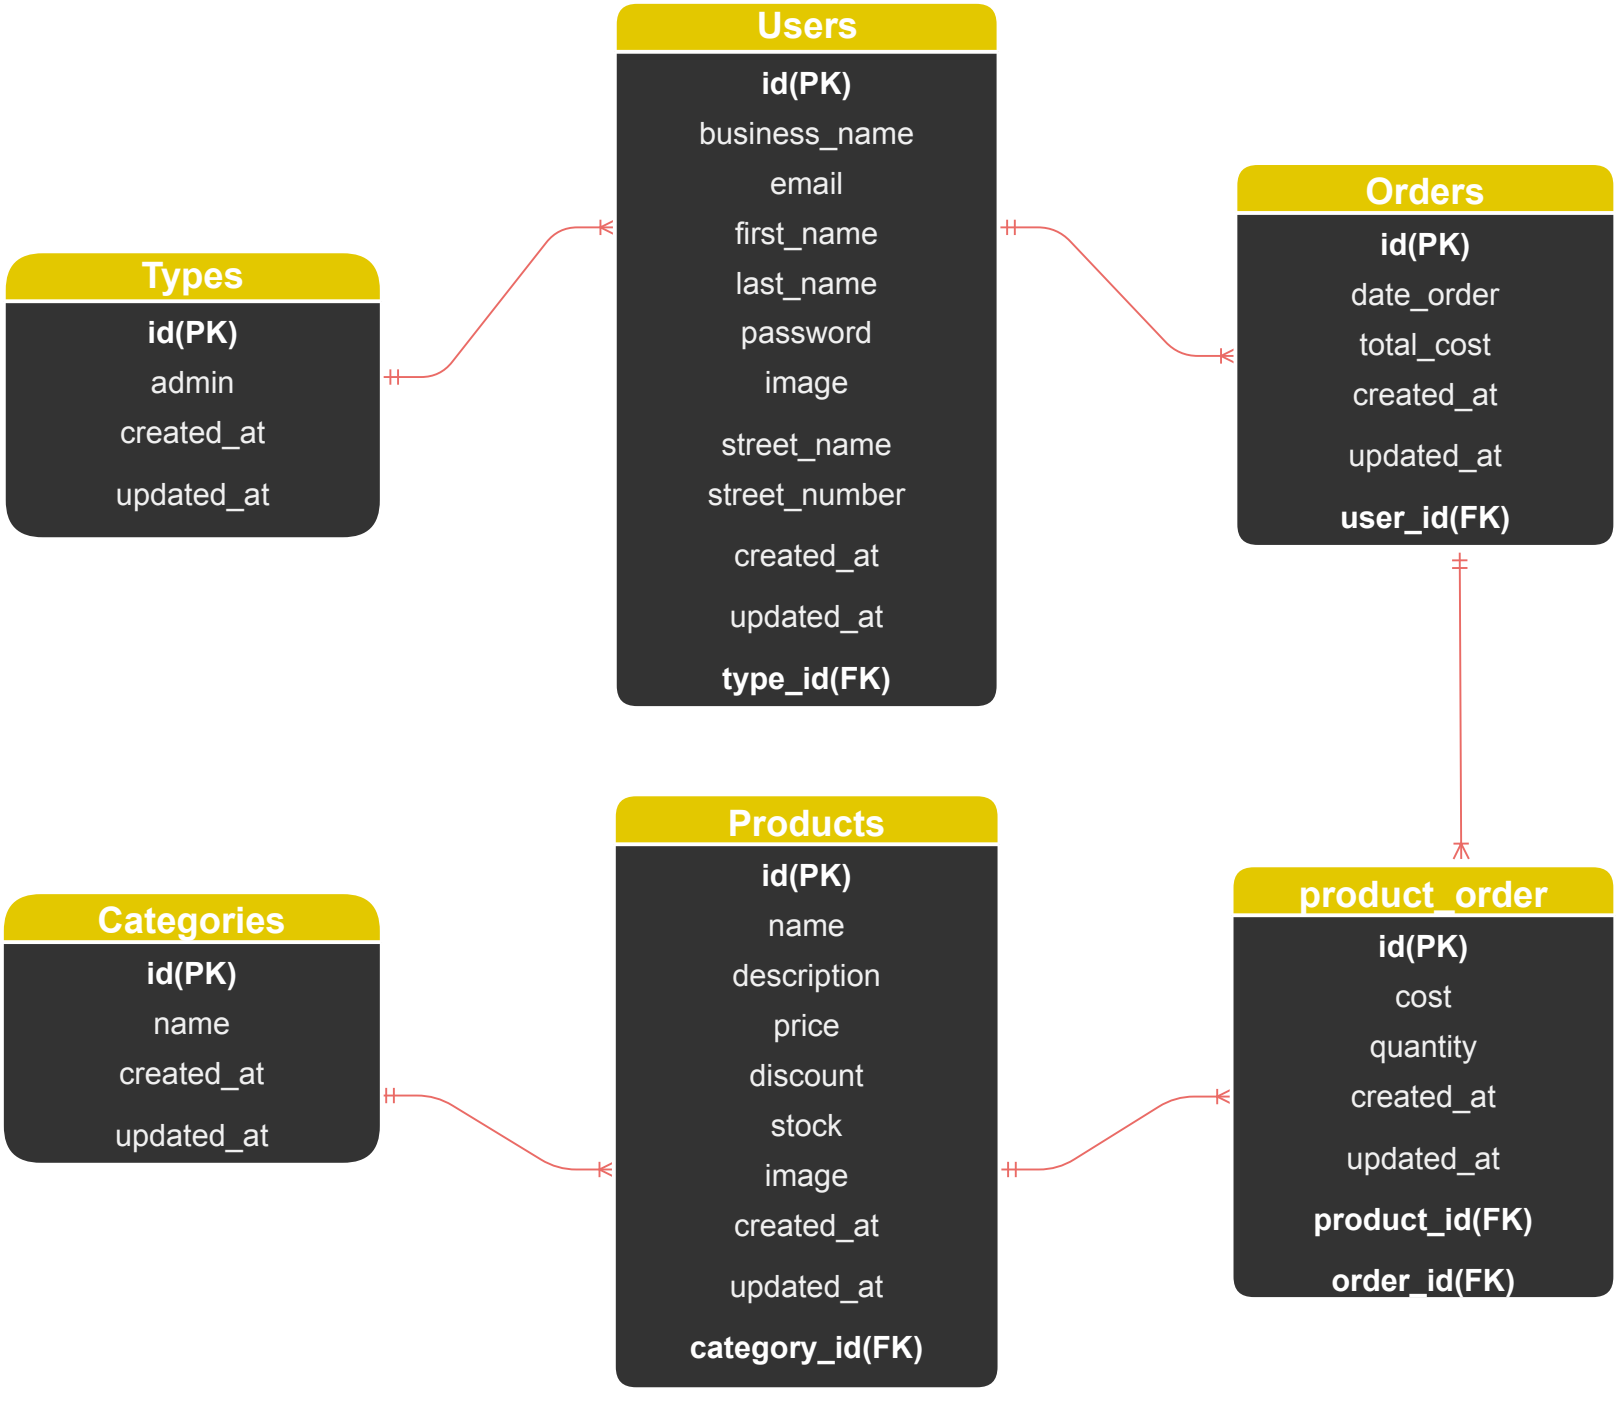 Users
id(PK)
business_name
email
first_name
last_name
password
image
street_name
street_number
created_at
updated_at
type_id(FK)
Orders
id(PK)
date_order
total_cost
created_at
updated_at
user_id(FK)
Types
id(PK)
admin
created_at
updated_at
Products
id(PK)
name
description
price
discount
stock
image
created_at
updated_at
category_id(FK)
product_order
id(PK)
cost
quantity
created_at
updated_at
product_id(FK)
order_id(FK)
Categories
id(PK)
name
created_at
updated_at